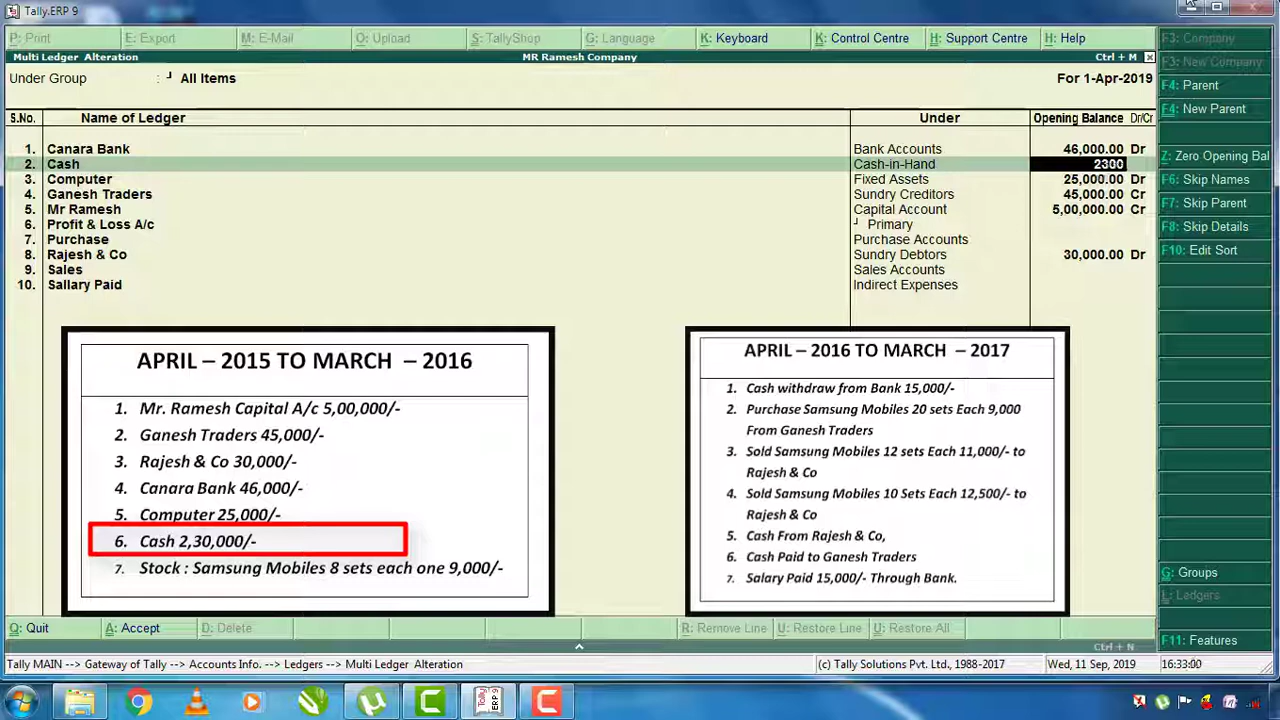 Tally.ERP 9
P: Print E: Export M: E-Mail O: Upload S: TallyShop G: Language K: Keyboard K: Control Centre H: Support Centre H: Help F3: Company
Multi Ledger Alteration MR Ramesh Company Ctrl + M
F3: New Company
Under Group : ┘ All Items For 1-Apr-2019
F4: Parent
F4: New Parent
S.No. Name of Ledger Under Opening Balance Dr/Cr
1. Canara Bank Bank Accounts 46,000.00 Dr
2. Cash Cash-in-Hand 2300
3. Computer Fixed Assets 25,000.00 Dr
4. Ganesh Traders Sundry Creditors 45,000.00 Cr
5. Mr Ramesh Capital Account 5,00,000.00 Cr
6. Profit & Loss A/c ┘ Primary
7. Purchase Purchase Accounts
8. Rajesh & Co Sundry Debtors 30,000.00 Dr
9. Sales Sales Accounts
10. Sallary Paid Indirect Expenses
Z: Zero Opening Bal
F6: Skip Names
F7: Skip Parent
F8: Skip Details
F10: Edit Sort
APRIL – 2015 TO MARCH – 2016
1. Mr. Ramesh Capital A/c 5,00,000/-
2. Ganesh Traders 45,000/-
3. Rajesh & Co 30,000/-
4. Canara Bank 46,000/-
5. Computer 25,000/-
6. Cash 2,30,000/-
7. Stock : Samsung Mobiles 8 sets each one 9,000/-
APRIL – 2016 TO MARCH – 2017
1. Cash withdraw from Bank 15,000/-
2. Purchase Samsung Mobiles 20 sets Each 9,000
From Ganesh Traders
3. Sold Samsung Mobiles 12 sets Each 11,000/- to
Rajesh & Co
4. Sold Samsung Mobiles 10 Sets Each 12,500/- to
Rajesh & Co
5. Cash From Rajesh & Co,
6. Cash Paid to Ganesh Traders
7. Salary Paid 15,000/- Through Bank.
G: Groups
L: Ledgers
Q: Quit A: Accept D: Delete R: Remove Line U: Restore Line U: Restore All
F11: Features
Ctrl + N
Tally MAIN --> Gateway of Tally --> Accounts Info. --> Ledgers --> Multi Ledger Alteration (c) Tally Solutions Pvt. Ltd., 1988-2017 Wed, 11 Sep, 2019 16:33:00